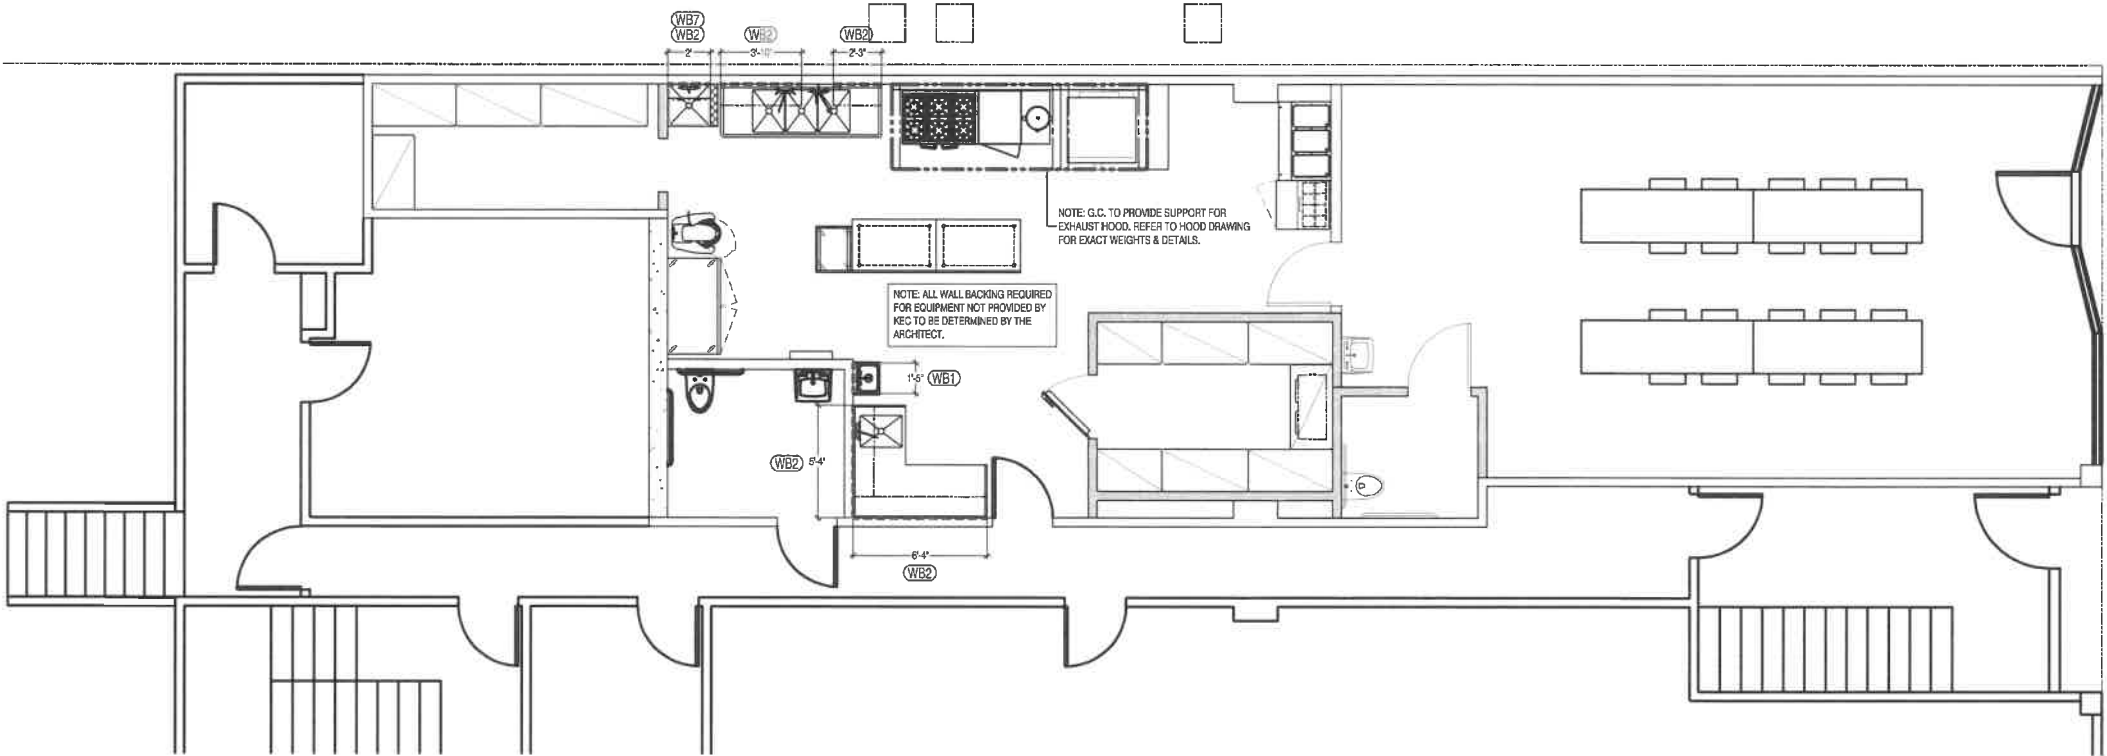 WB7
WB2 WB2 WB2
2' 2'-3"
NOTE: G.C. TO PROVIDE SUPPORT FOR
EXHAUST HOOD. REFER TO HOOD DRAWING
FOR EXACT WEIGHTS & DETAILS.
NOTE: ALL WALL BACKING REQUIRED
FOR EQUIPMENT NOT PROVIDED BY
KEC TO BE DETERMINED BY THE
ARCHITECT.
1'-5" WB1
WB2 5'-4"
6'-4"
WB2